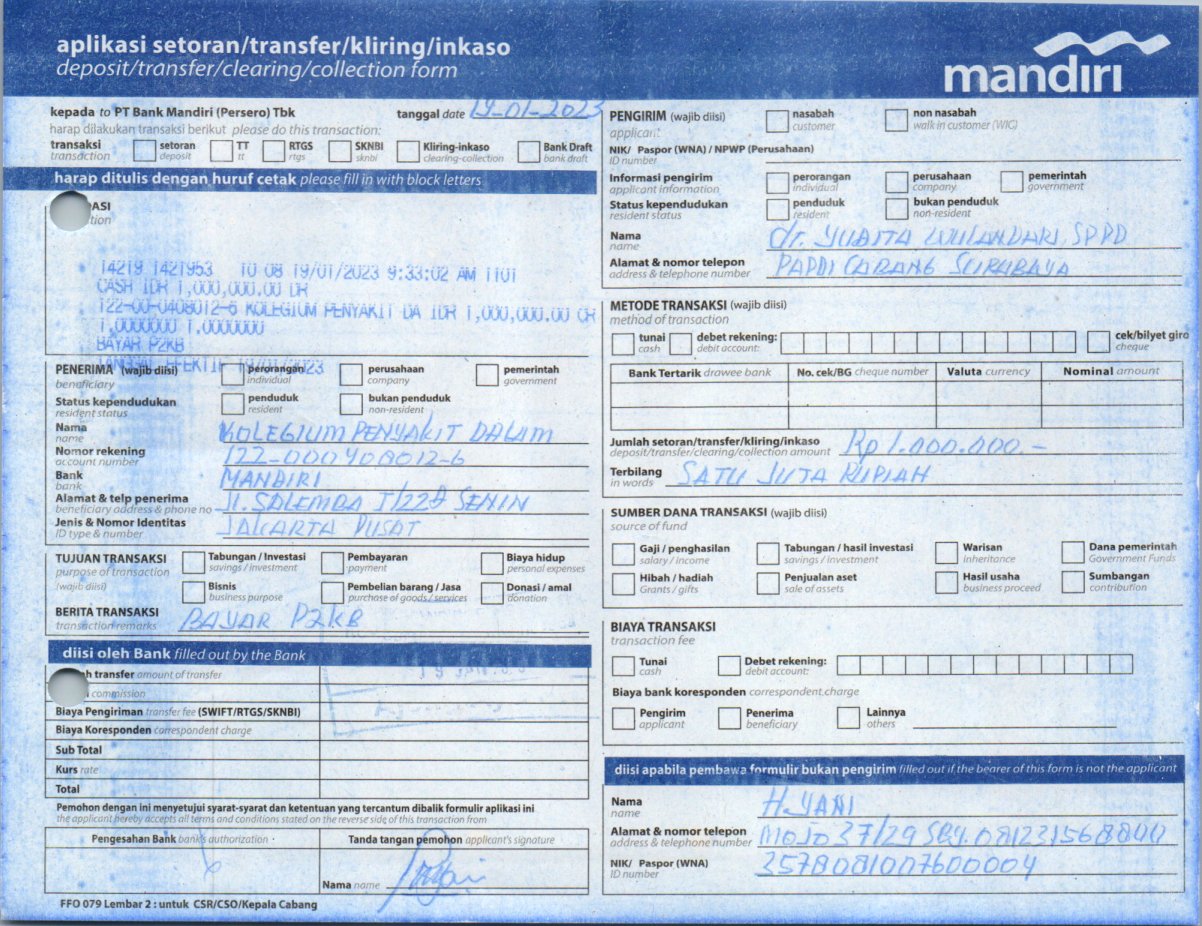 aplikasi setoran/transfer/kliring/inkaso
deposit/transfer/clearing/collection form
mandiri
kepada to PT Bank Mandiri (Persero) Tbk
tanggal date 19-01-2023
harap dilakukan transaksi berikut please do this transaction:
transaksi setoran TT RTGS SKNBI Kliring-inkaso Bank Draft
transaction deposit tt rtgs sknbi clearing-collection bank draft
harap ditulis dengan huruf cetak please fill in with block letters
14219 1421953 10 08 19/01/2023 9:33:02 AM 1101
CASH IDR 1,000,000.00 DR
122-00-0408012-6 KOLEGIUM PENYAKIT DA IDR 1,000,000.00 CR
1.0000000 1.0000000
BAYAR P2KB
TANGGAL EFEKTIF 19/01/2023
PENERIMA (wajib diisi) perorangan perusahaan pemerintah
beneficiary individual company government
Status kependudukan penduduk bukan penduduk
resident status resident non-resident
Nama KOLEGIUM PENYAKIT DALAM
name
Nomor rekening 122-000408012-6
account number
Bank MANDIRI
bank
Alamat & telp penerima Jl. SALEMBA I/22D SENIN
beneficiary address & phone no
Jenis & Nomor Identitas JAKARTA PUSAT
ID type & number
TUJUAN TRANSAKSI Tabungan / Investasi Pembayaran Biaya hidup
purpose of transaction savings / investment payment personal expenses
(wajib diisi) Bisnis Pembelian barang / Jasa Donasi / amal
business purpose purchase of goods / services donation
BERITA TRANSAKSI BAYAR P2KB
transaction remarks
diisi oleh Bank filled out by the Bank
transfer amount of transfer
commission
Biaya Pengiriman transfer fee (SWIFT/RTGS/SKNBI)
Biaya Koresponden correspondent charge
Sub Total
Kurs rate
Total
Pemohon dengan ini menyetujui syarat-syarat dan ketentuan yang tercantum dibalik formulir aplikasi ini
the applicant hereby accepts all terms and conditions stated on the reverse side of this transaction from
Pengesahan Bank bank's authorization
Tanda tangan pemohon applicant's signature
Nama name
FFO 079 Lembar 2 : untuk CSR/CSO/Kepala Cabang
PENGIRIM (wajib diisi) nasabah non nasabah
applicant customer walk in customer (WIC)
NIK/ Paspor (WNA) / NPWP (Perusahaan)
ID number
Informasi pengirim perorangan perusahaan pemerintah
applicant information individual company government
Status kependudukan penduduk bukan penduduk
resident status resident non-resident
Nama dr. YUDITA WULANDARI, SPPD
name
Alamat & nomor telepon PAPDI CABANG SURABAYA
address & telephone number
METODE TRANSAKSI (wajib diisi)
method of transaction
tunai debet rekening: cek/bilyet giro
cash debit account: cheque
Bank Tertarik drawee bank No. cek/BG cheque number Valuta currency Nominal amount
Jumlah setoran/transfer/kliring/inkaso Rp 1.000.000.-
deposit/transfer/clearing/collection amount
Terbilang SATU JUTA RUPIAH
in words
SUMBER DANA TRANSAKSI (wajib diisi)
source of fund
Gaji / penghasilan Tabungan / hasil investasi Warisan Dana pemerintah
salary / income savings / investment inheritance Government Funds
Hibah / hadiah Penjualan aset Hasil usaha Sumbangan
Grants / gifts sale of assets business proceed contribution
BIAYA TRANSAKSI
transaction fee
Tunai Debet rekening:
cash debit account:
Biaya bank koresponden correspondent charge
Pengirim Penerima Lainnya
applicant beneficiary others
diisi apabila pembawa formulir bukan pengirim filled out if the bearer of this form is not the applicant
Nama H. YANI
name
Alamat & nomor telepon MOJO 37/29 SBY. 081231568800
address & telephone number
NIK/ Paspor (WNA) 3578081007600004
ID number